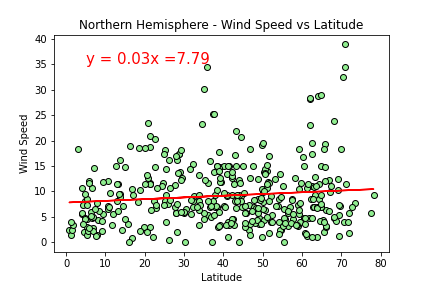 Northern Hemisphere - Wind Speed vs Latitude
y = 0.03x =7.79
40
35
30
25
20
15
10
5
0
Wind Speed
0 10 20 30 40 50 60 70 80
Latitude